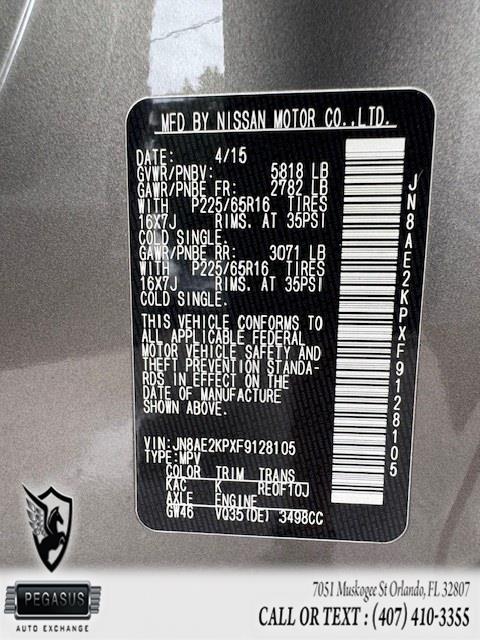 MFD BY NISSAN MOTOR CO.,LTD.
DATE: 4/15
GVWR/PNBV: 5818 LB
GAWR/PNBE FR: 2782 LB
WITH P225/65R16 TIRES
16X7J RIMS. AT 35PSI
COLD SINGLE.
GAWR/PNBE RR: 3071 LB
WITH P225/65R16 TIRES
16X7J RIMS. AT 35PSI
COLD SINGLE.
THIS VEHICLE CONFORMS TO
ALL APPLICABLE FEDERAL
MOTOR VEHICLE SAFETY AND
THEFT PREVENTION STANDA-
RDS IN EFFECT ON THE
DATE OF MANUFACTURE
SHOWN ABOVE.
VIN: JN8AE2KPXF9128105
TYPE: MPV
COLOR TRIM TRANS
KAC K RE0F10J
AXLE ENGINE
GW46 VQ35(DE) 3498CC
JN8AE2KPXF9128105
PEGASUS
AUTO EXCHANGE
7051 Muskogee St Orlando, FL 32807
CALL OR TEXT : (407) 410-3355